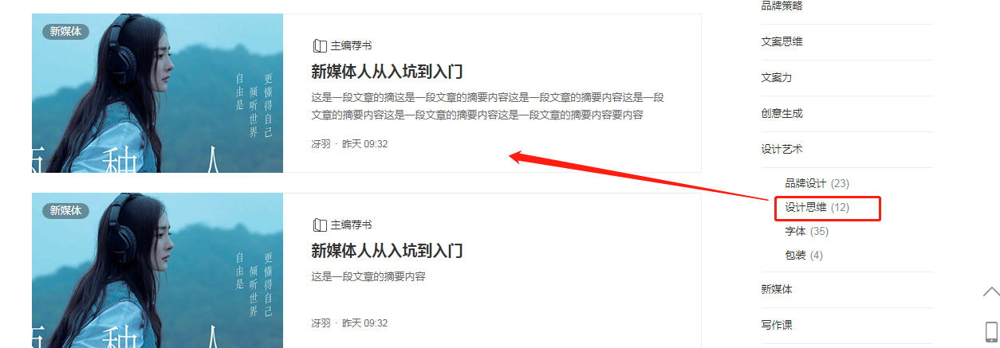 新媒体
更懂得自己
倾听世界
自由是
种
人
主编荐书
新媒体人从入坑到入门
这是一段文章的摘这是一段文章的摘要内容这是一段文章的摘要内容这是一段
文章的摘要内容这是一段文章的摘要内容这是一段文章的摘要内容要内容
冴羽 · 昨天 09:32
新媒体
更懂得自己
倾听世界
自由是
种
人
主编荐书
新媒体人从入坑到入门
这是一段文章的摘要内容
冴羽 · 昨天 09:32
品牌策略
文案思维
文案力
创意生成
设计艺术
品牌设计 (23)
设计思维 (12)
字体 (35)
包装 (4)
新媒体
写作课